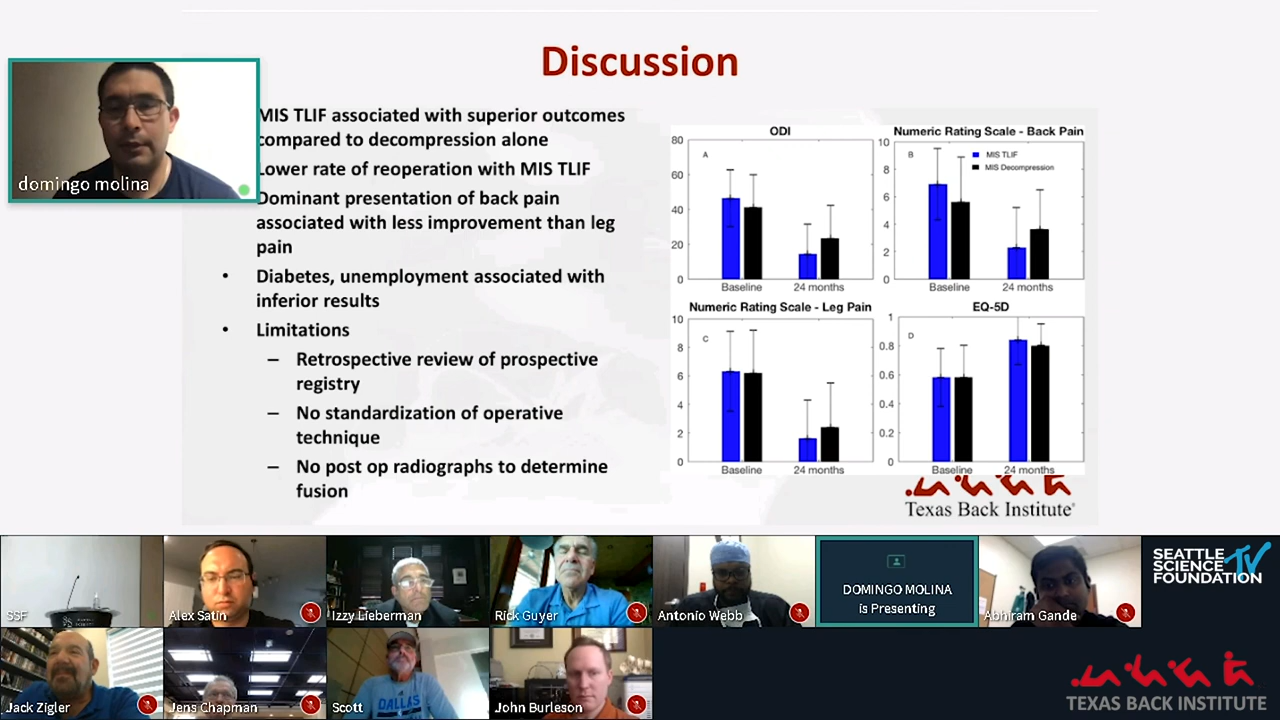 Discussion
domingo molina
MIS TLIF associated with superior outcomes
compared to decompression alone
Lower rate of reoperation with MIS TLIF
Dominant presentation of back pain
associated with less improvement than leg
pain
• Diabetes, unemployment associated with
inferior results
• Limitations
– Retrospective review of prospective
registry
– No standardization of operative
technique
– No post op radiographs to determine
fusion
ODI
A
80
60
40
20
0
Baseline 24 months
Numeric Rating Scale - Back Pain
B
MIS TLIF
MIS Decompression
10
8
6
4
2
0
Baseline 24 months
Numeric Rating Scale - Leg Pain
C
10
8
6
4
2
0
Baseline 24 months
EQ-5D
D
1
0.8
0.6
0.4
0.2
0
Baseline 24 months
Texas Back Institute®
SSF
Alex Satin
Izzy Lieberman
Rick Guyer
Antonio Webb
DOMINGO MOLINA
is Presenting
Abhiram Gande
SEATTLE
SCIENCE
FOUNDATION
TV
Jack Zigler
Jens Chapman
Scott
DALLAS
John Burleson
TEXAS BACK INSTITUTE